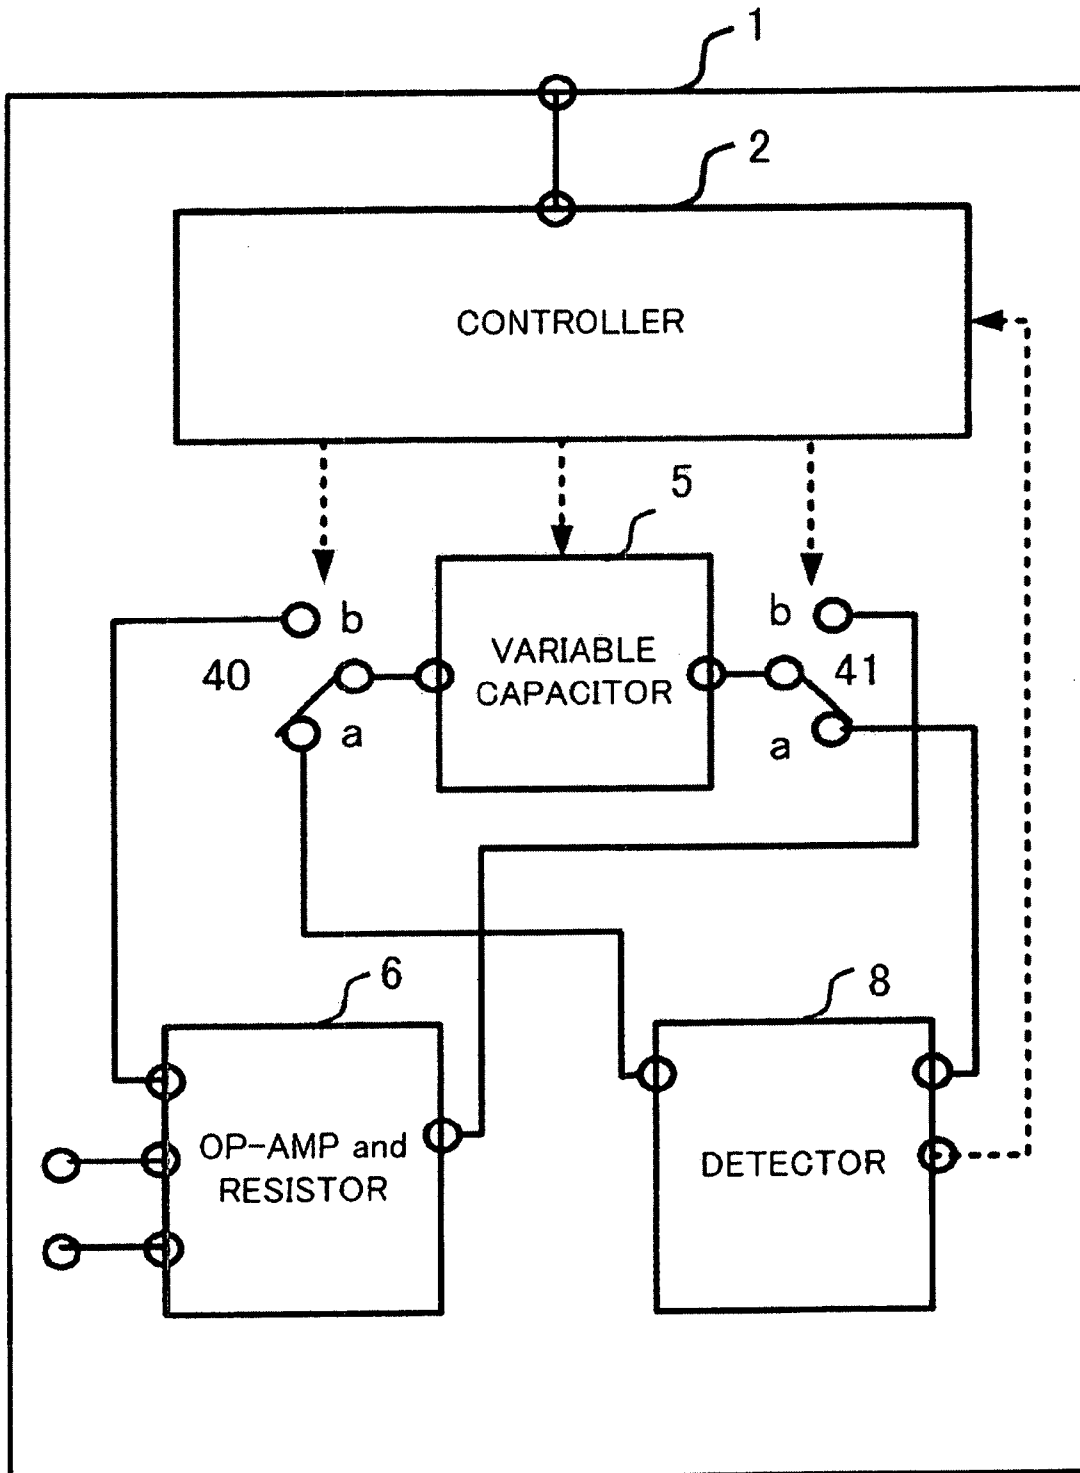 1
2
CONTROLLER
5
b
b
40
VARIABLE
CAPACITOR
41
a
a
6
8
OP-AMP and
RESISTOR
DETECTOR